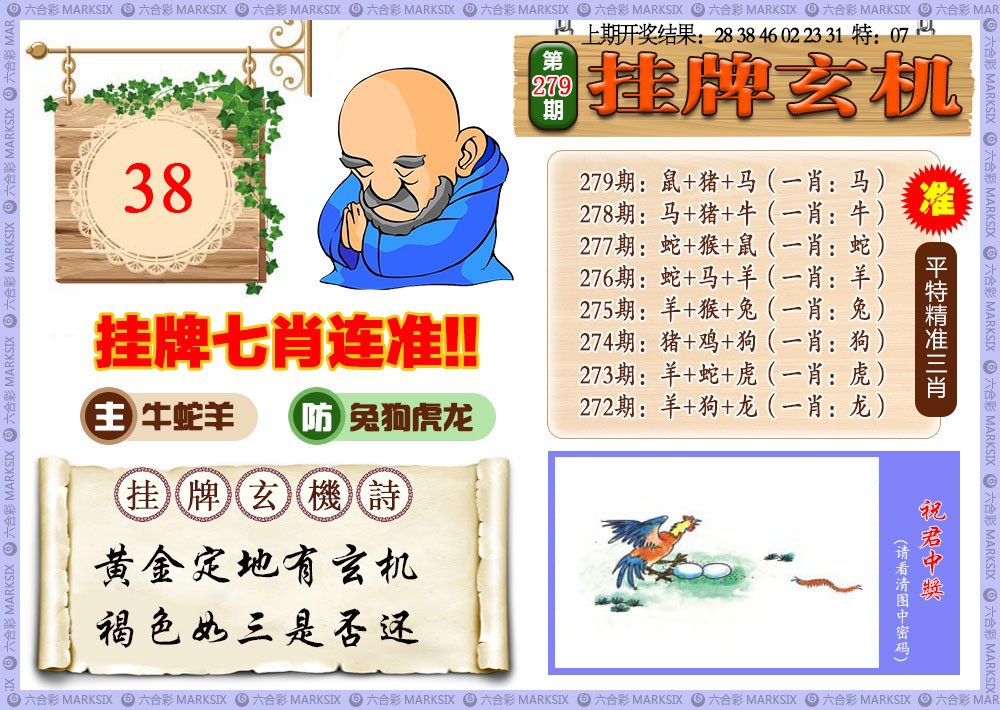 上期开奖结果：28 38 46 02 23 31 特：07
第
279
期
挂牌玄机
38
279期：鼠+猪+马（一肖：马）
278期：马+猪+牛（一肖：牛）
277期：蛇+猴+鼠（一肖：蛇）
276期：蛇+马+羊（一肖：羊）
275期：羊+猴+兔（一肖：兔）
274期：猪+鸡+狗（一肖：狗）
273期：羊+蛇+虎（一肖：虎）
272期：羊+狗+龙（一肖：龙）
准
平特精准三肖
挂牌七肖连准!!
主 牛蛇羊
防 兔狗虎龙
挂牌玄機詩
黄金定地有玄机
褐色如三是否还
祝君中奖
（请看清图中密码）
六合彩 MARKSIX